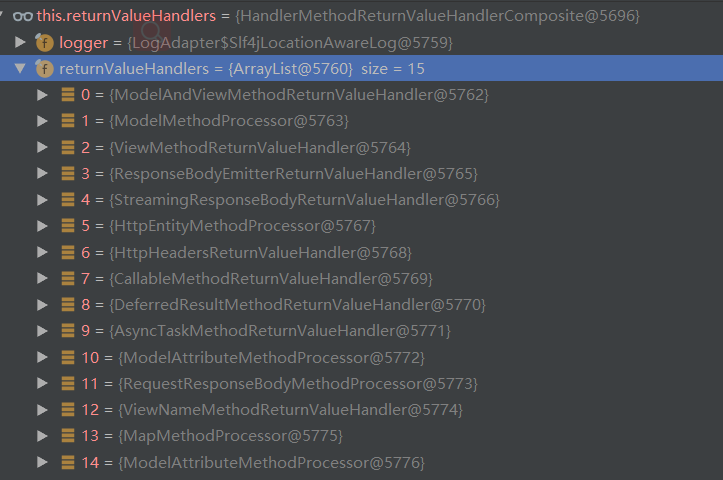 this.returnValueHandlers = {HandlerMethodReturnValueHandlerComposite@5696}
f logger = {LogAdapter$Slf4jLocationAwareLog@5759}
f returnValueHandlers = {ArrayList@5760} size = 15
0 = {ModelAndViewMethodReturnValueHandler@5762}
1 = {ModelMethodProcessor@5763}
2 = {ViewMethodReturnValueHandler@5764}
3 = {ResponseBodyEmitterReturnValueHandler@5765}
4 = {StreamingResponseBodyReturnValueHandler@5766}
5 = {HttpEntityMethodProcessor@5767}
6 = {HttpHeadersReturnValueHandler@5768}
7 = {CallableMethodReturnValueHandler@5769}
8 = {DeferredResultMethodReturnValueHandler@5770}
9 = {AsyncTaskMethodReturnValueHandler@5771}
10 = {ModelAttributeMethodProcessor@5772}
11 = {RequestResponseBodyMethodProcessor@5773}
12 = {ViewNameMethodReturnValueHandler@5774}
13 = {MapMethodProcessor@5775}
14 = {ModelAttributeMethodProcessor@5776}